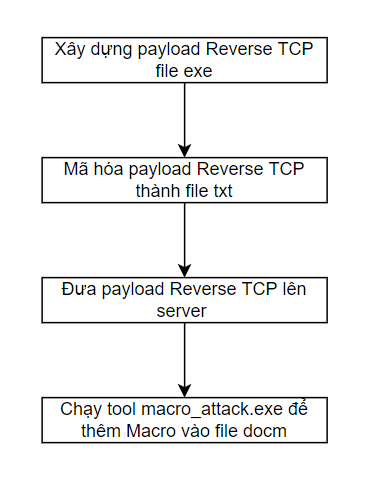 Xây dựng payload Reverse TCP
file exe
Mã hóa payload Reverse TCP
thành file txt
Đưa payload Reverse TCP lên
server
Chạy tool macro_attack.exe để
thêm Macro vào file docm